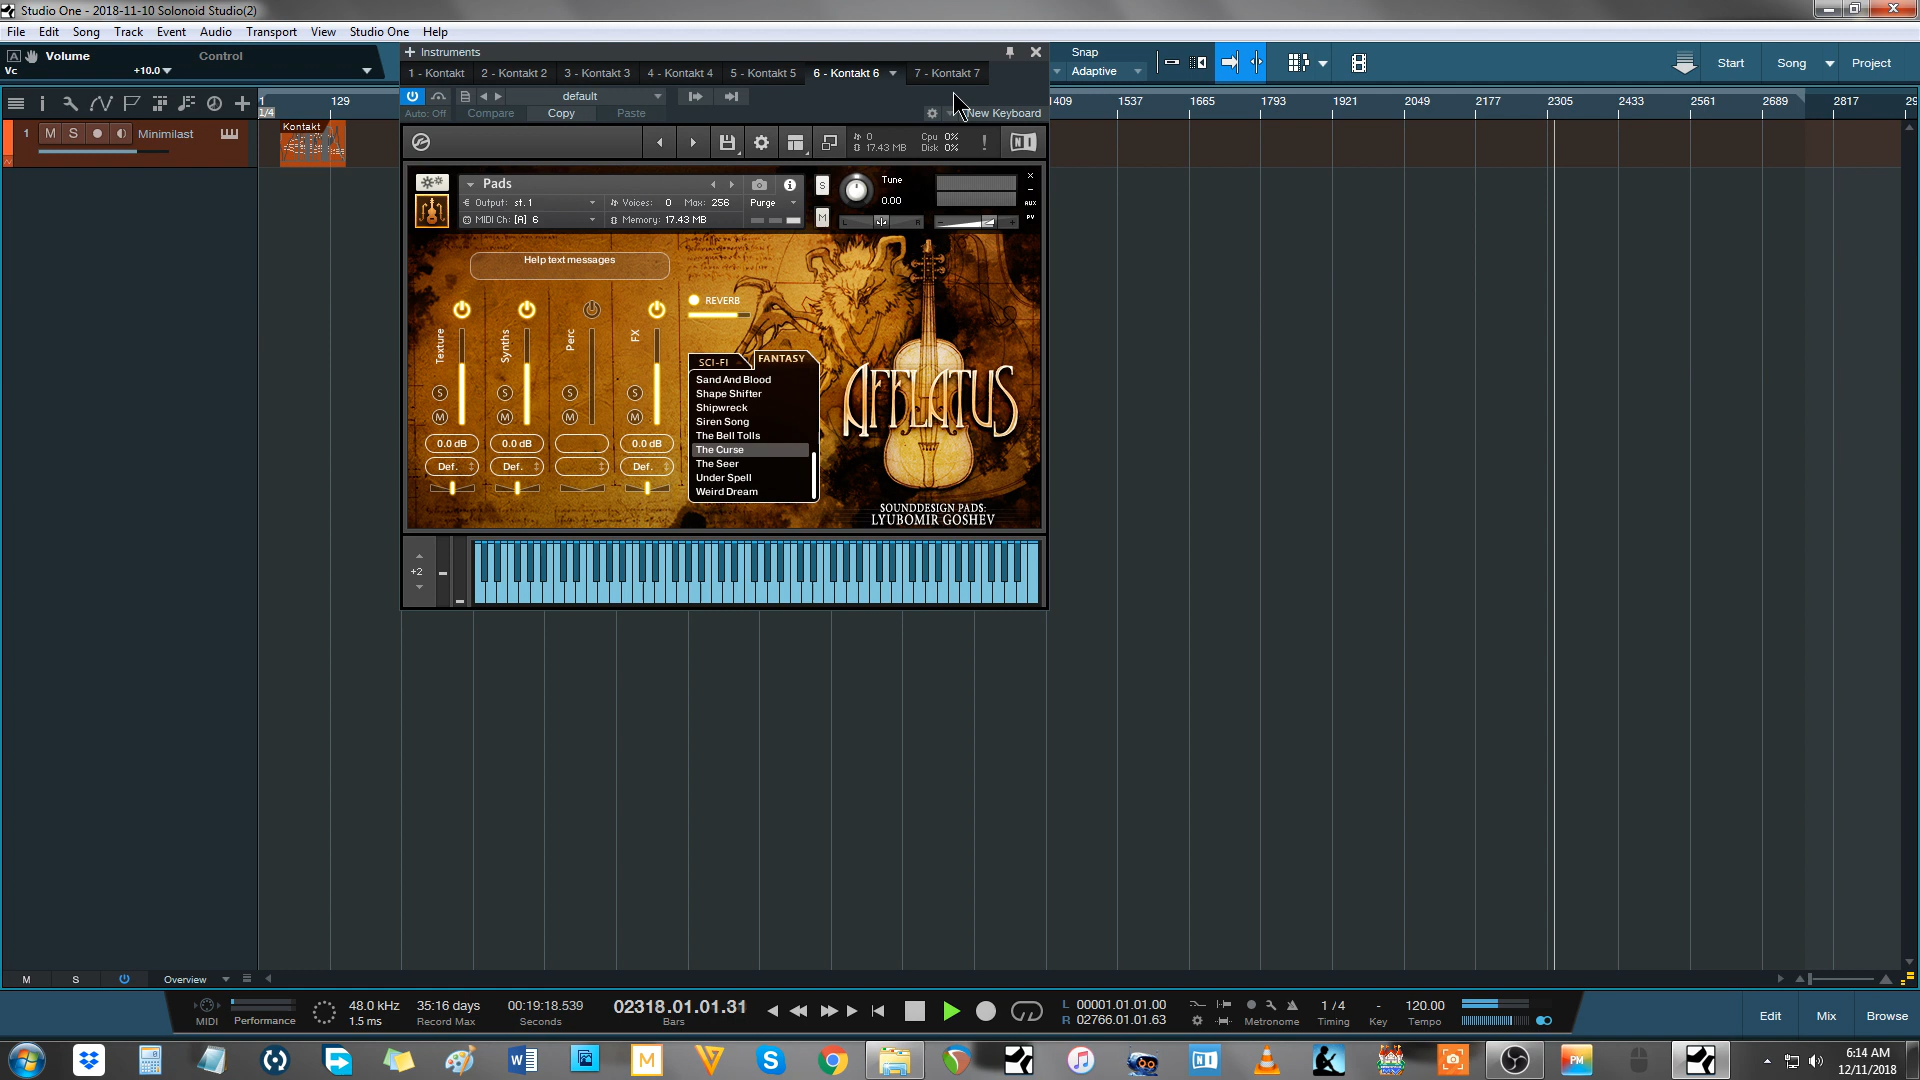 Studio One - 2018-11-10 Solonoid Studio(2)
File Edit Song Track Event Audio Transport View Studio One Help
A Volume Control
Vc +10.0
Instruments
1 - Kontakt 2 - Kontakt 2 3 - Kontakt 3 4 - Kontakt 4 5 - Kontakt 5 6 - Kontakt 6 7 - Kontakt 7
default
Auto: Off Compare Copy Paste New Keyboard
Snap
Adaptive
Start Song Project
1 129 1409 1537 1665 1793 1921 2049 2177 2305 2433 2561 2689 2817 29
1/4
1 M S Minimilast
Kontakt
0 Cpu 0%
17.43 MB Disk 0%
! NI
Pads
Output: st.1 Voices: 0 Max: 256 Purge
MIDI Ch: [A] 6 Memory: 17.43 MB
S Tune
0.00
M L R
AUX
PV
Help text messages
REVERB
Texture Synths Perc FX
S S S S
M M M M
0.0 dB 0.0 dB 0.0 dB
Def. Def. Def.
SCI-FI FANTASY
Sand And Blood
Shape Shifter
Shipwreck
Siren Song
The Bell Tolls
The Curse
The Seer
Under Spell
Weird Dream
AFFLATUS
SOUNDDESIGN PADS:
LYUBOMIR GOSHEV
+2
M S Overview
MIDI Performance
48.0 kHz
1.5 ms
35:16 days
Record Max
00:19:18.539
Seconds
02318.01.01.31
Bars
L 00001.01.01.00
R 02766.01.01.63
Metronome
1 / 4
Timing
-
Key
120.00
Tempo
Edit Mix Browse
6:14 AM
12/11/2018